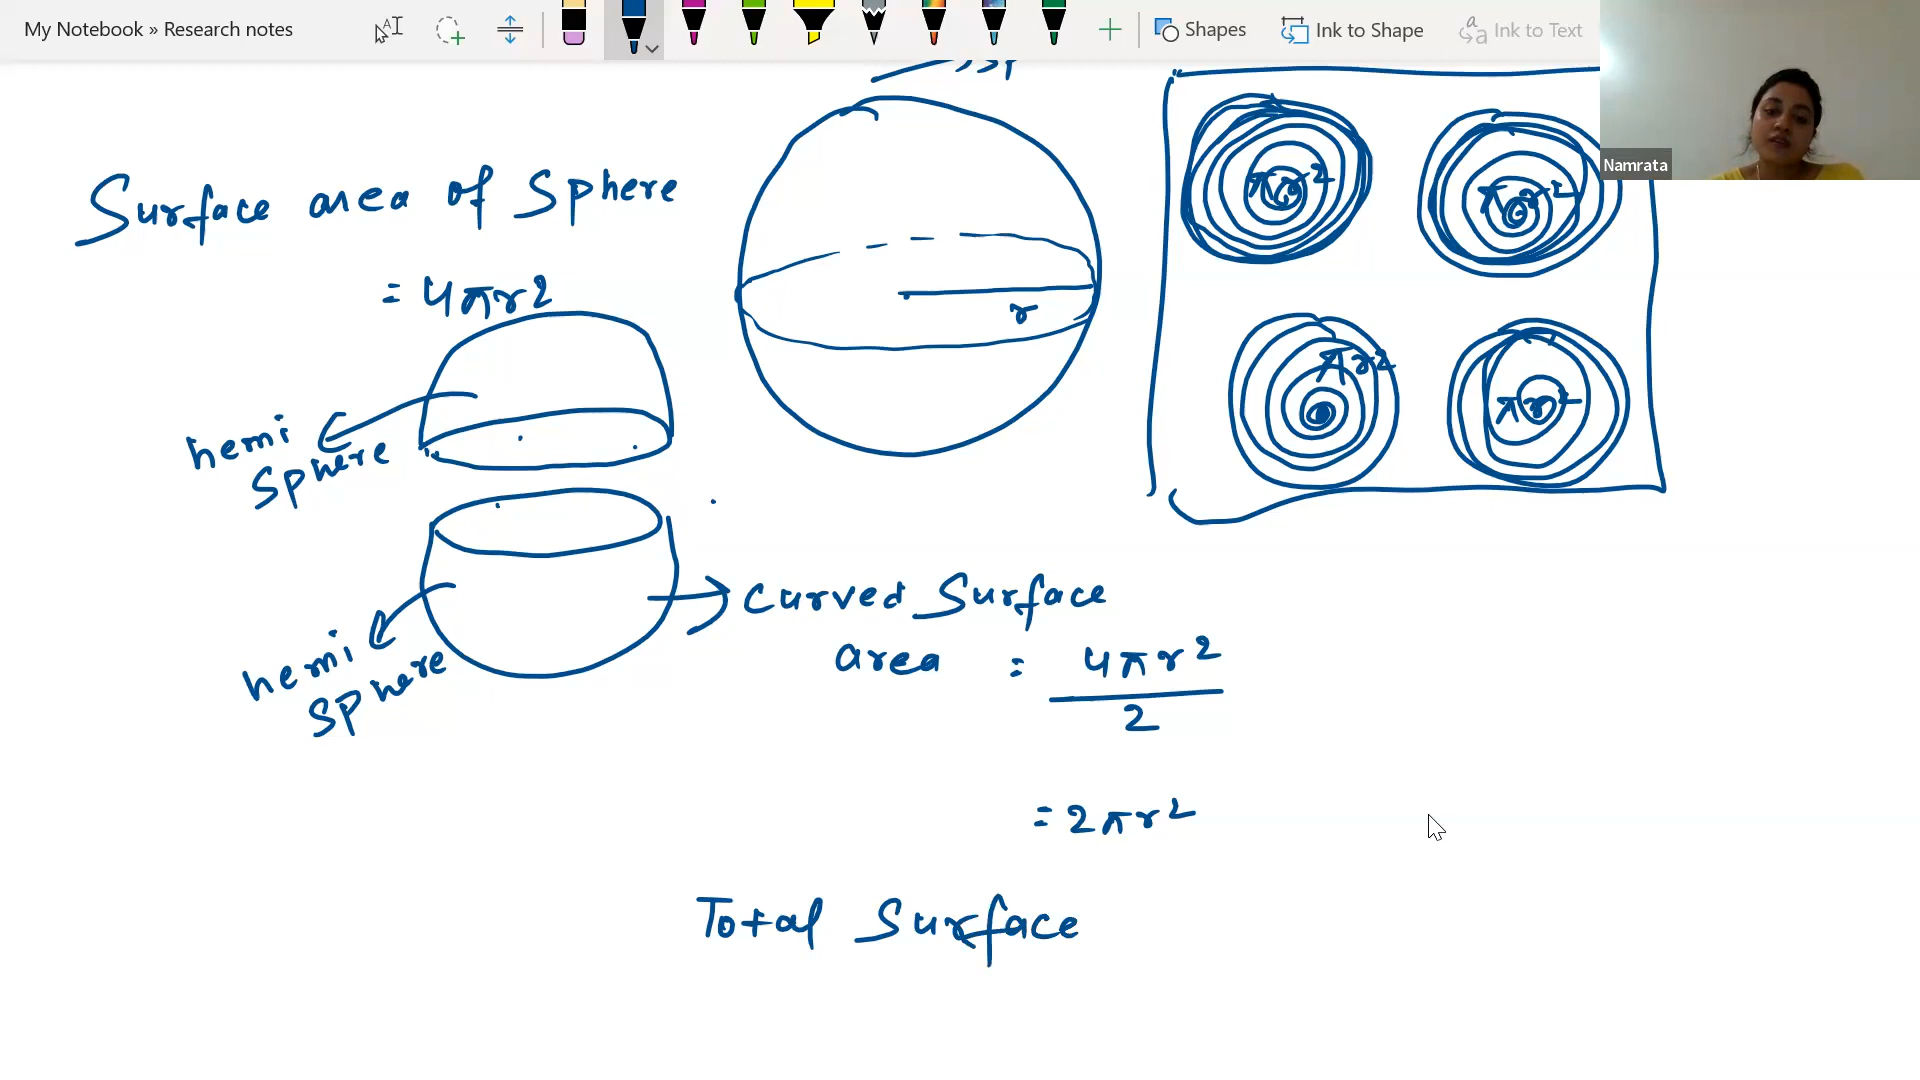 My Notebook » Research notes
Shapes
Ink to Shape
Ink to Text
Namrata
Surface area of Sphere
= 4πr2
r
πr2
πr2
πr2
πr2
hemi
Sphere
hemi
Sphere
Curved Surface
area = 4πr2
2
= 2πr2
Total Surface